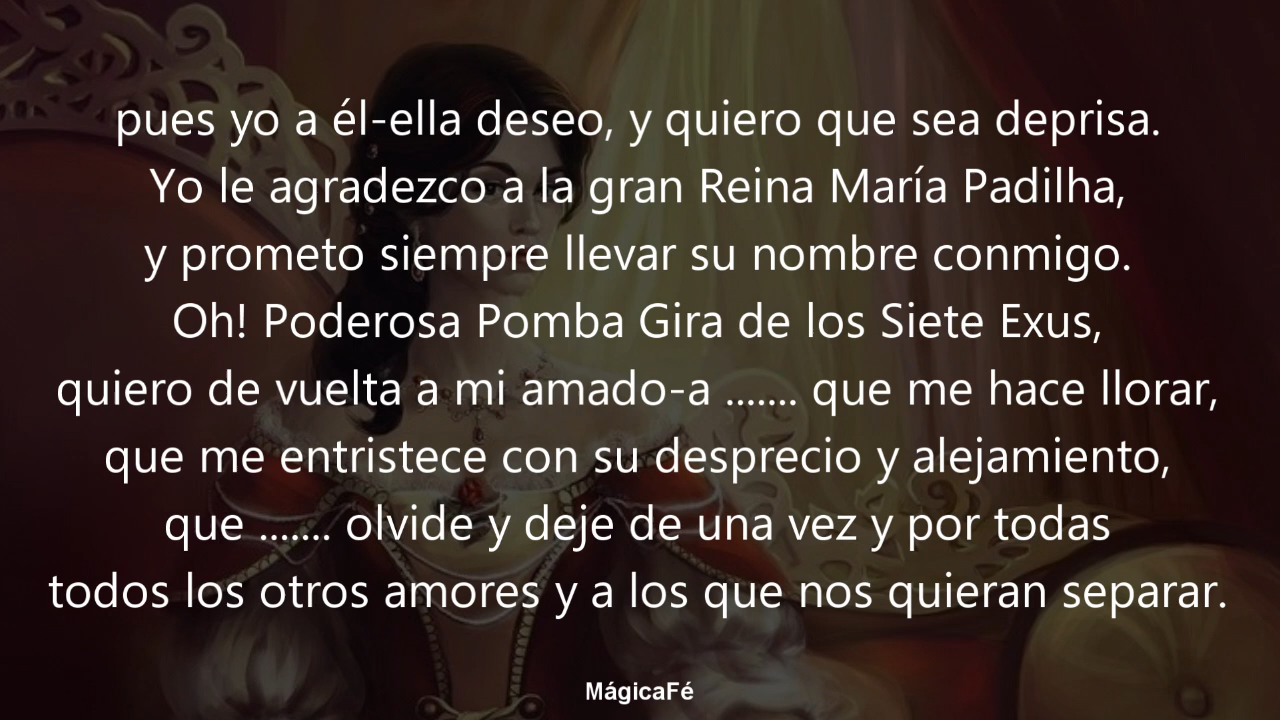 pues yo a él-ella deseo, y quiero que sea deprisa.
Yo le agradezco a la gran Reina María Padilha,
y prometo siempre llevar su nombre conmigo.
Oh! Poderosa Pomba Gira de los Siete Exus,
quiero de vuelta a mi amado-a ....... que me hace llorar,
que me entristece con su desprecio y alejamiento,
que ....... olvide y deje de una vez y por todas
todos los otros amores y a los que nos quieran separar.
MágicaFé